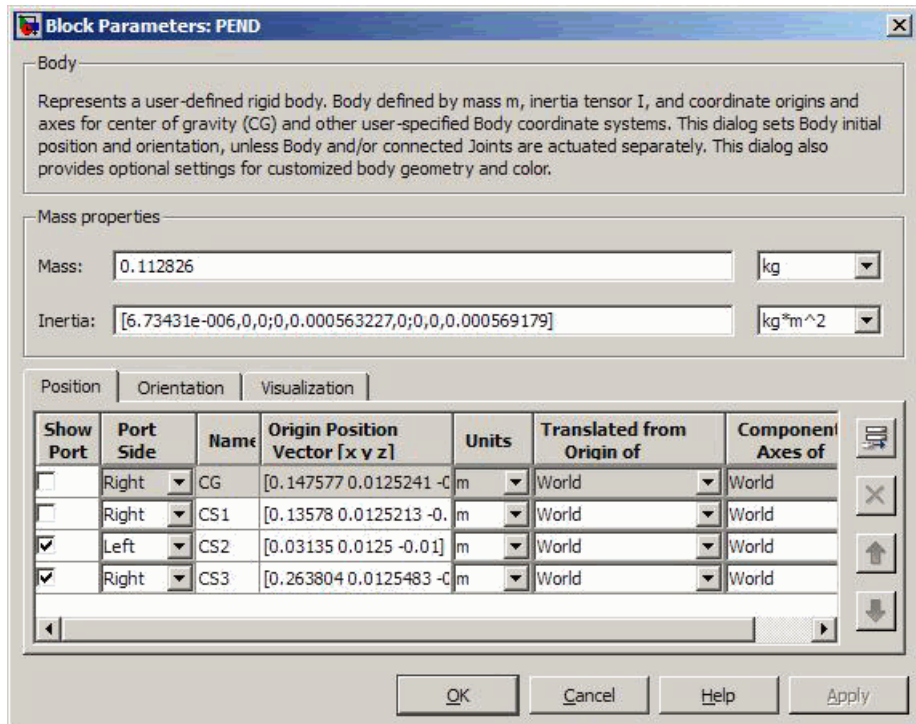 Block Parameters: PEND
Body
Represents a user-defined rigid body. Body defined by mass m, inertia tensor I, and coordinate origins and
axes for center of gravity (CG) and other user-specified Body coordinate systems. This dialog sets Body initial
position and orientation, unless Body and/or connected Joints are actuated separately. This dialog also
provides optional settings for customized body geometry and color.
Mass properties
Mass: 0.112826 kg
Inertia: [6.73431e-006,0,0;0,0.000563227,0;0,0,0.000569179] kg*m^2
Position Orientation Visualization
Show Port Name Origin Position Units Translated from Component
Port Side Vector [x y z] Origin of Axes of
Right CG [0.147577 0.0125241 -0 m World World
Right CS1 [0.13578 0.0125213 -0. m World World
Left CS2 [0.03135 0.0125 -0.01] m World World
Right CS3 [0.263804 0.0125483 -0 m World World
OK Cancel Help Apply